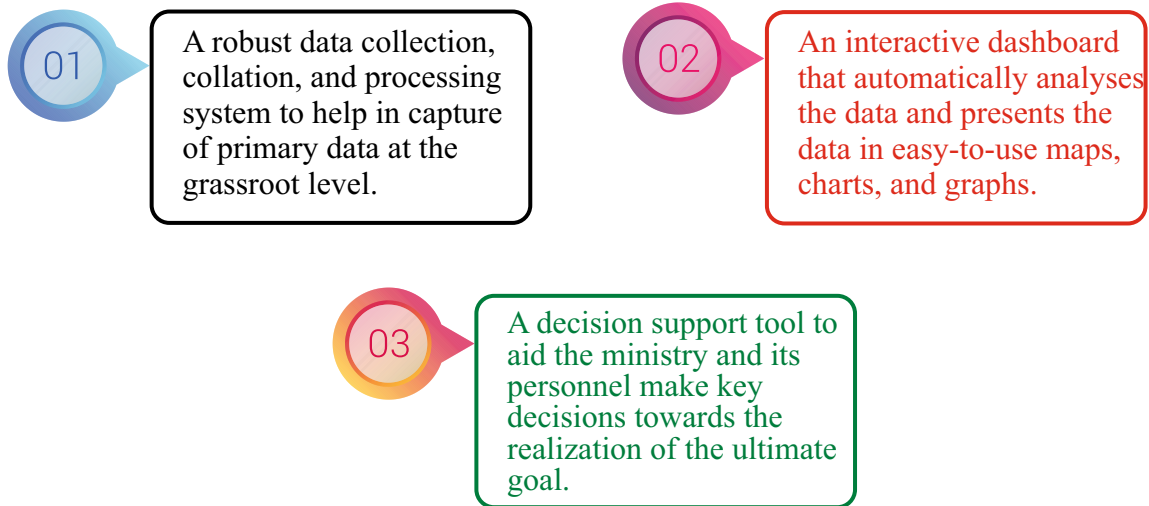 01
A robust data collection,
collation, and processing
system to help in capture
of primary data at the
grassroot level.
02
An interactive dashboard
that automatically analyses
the data and presents the
data in easy-to-use maps,
charts, and graphs.
03
A decision support tool to
aid the ministry and its
personnel make key
decisions towards the
realization of the ultimate
goal.